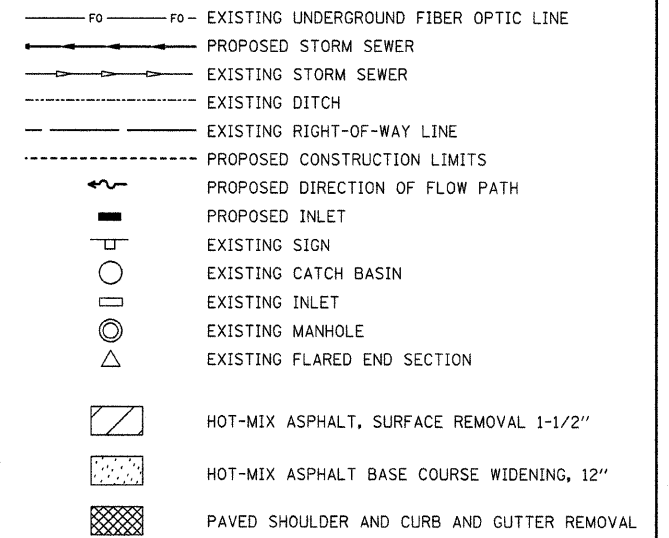 FO FO EXISTING UNDERGROUND FIBER OPTIC LINE
PROPOSED STORM SEWER
EXISTING STORM SEWER
EXISTING DITCH
EXISTING RIGHT-OF-WAY LINE
PROPOSED CONSTRUCTION LIMITS
PROPOSED DIRECTION OF FLOW PATH
PROPOSED INLET
EXISTING SIGN
EXISTING CATCH BASIN
EXISTING INLET
EXISTING MANHOLE
EXISTING FLARED END SECTION
HOT-MIX ASPHALT, SURFACE REMOVAL 1-1/2"
HOT-MIX ASPHALT BASE COURSE WIDENING, 12"
PAVED SHOULDER AND CURB AND GUTTER REMOVAL